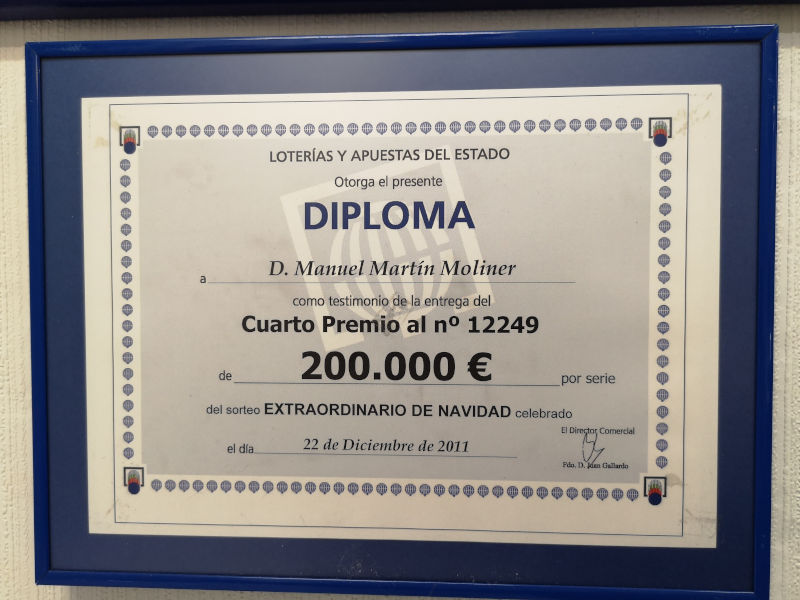 LOTERÍAS Y APUESTAS DEL ESTADO
Otorga el presente
DIPLOMA
a D. Manuel Martín Moliner
como testimonio de la entrega del
Cuarto Premio al nº 12249
de 200.000 € por serie
del sorteo EXTRAORDINARIO DE NAVIDAD celebrado
El Director Comercial
el día 22 de Diciembre de 2011
Fdo. D. Juan Gallardo